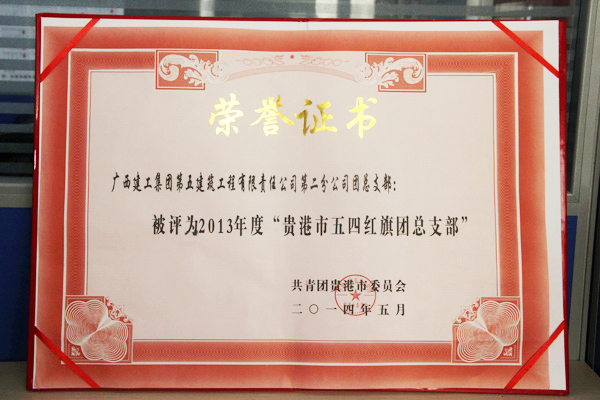 荣誉证书
广西建工集团第五建筑工程有限责任公司第二分公司团总支部：
被评为2013年度“贵港市五四红旗团总支部”
共青团贵港市委员会
二〇一四年五月